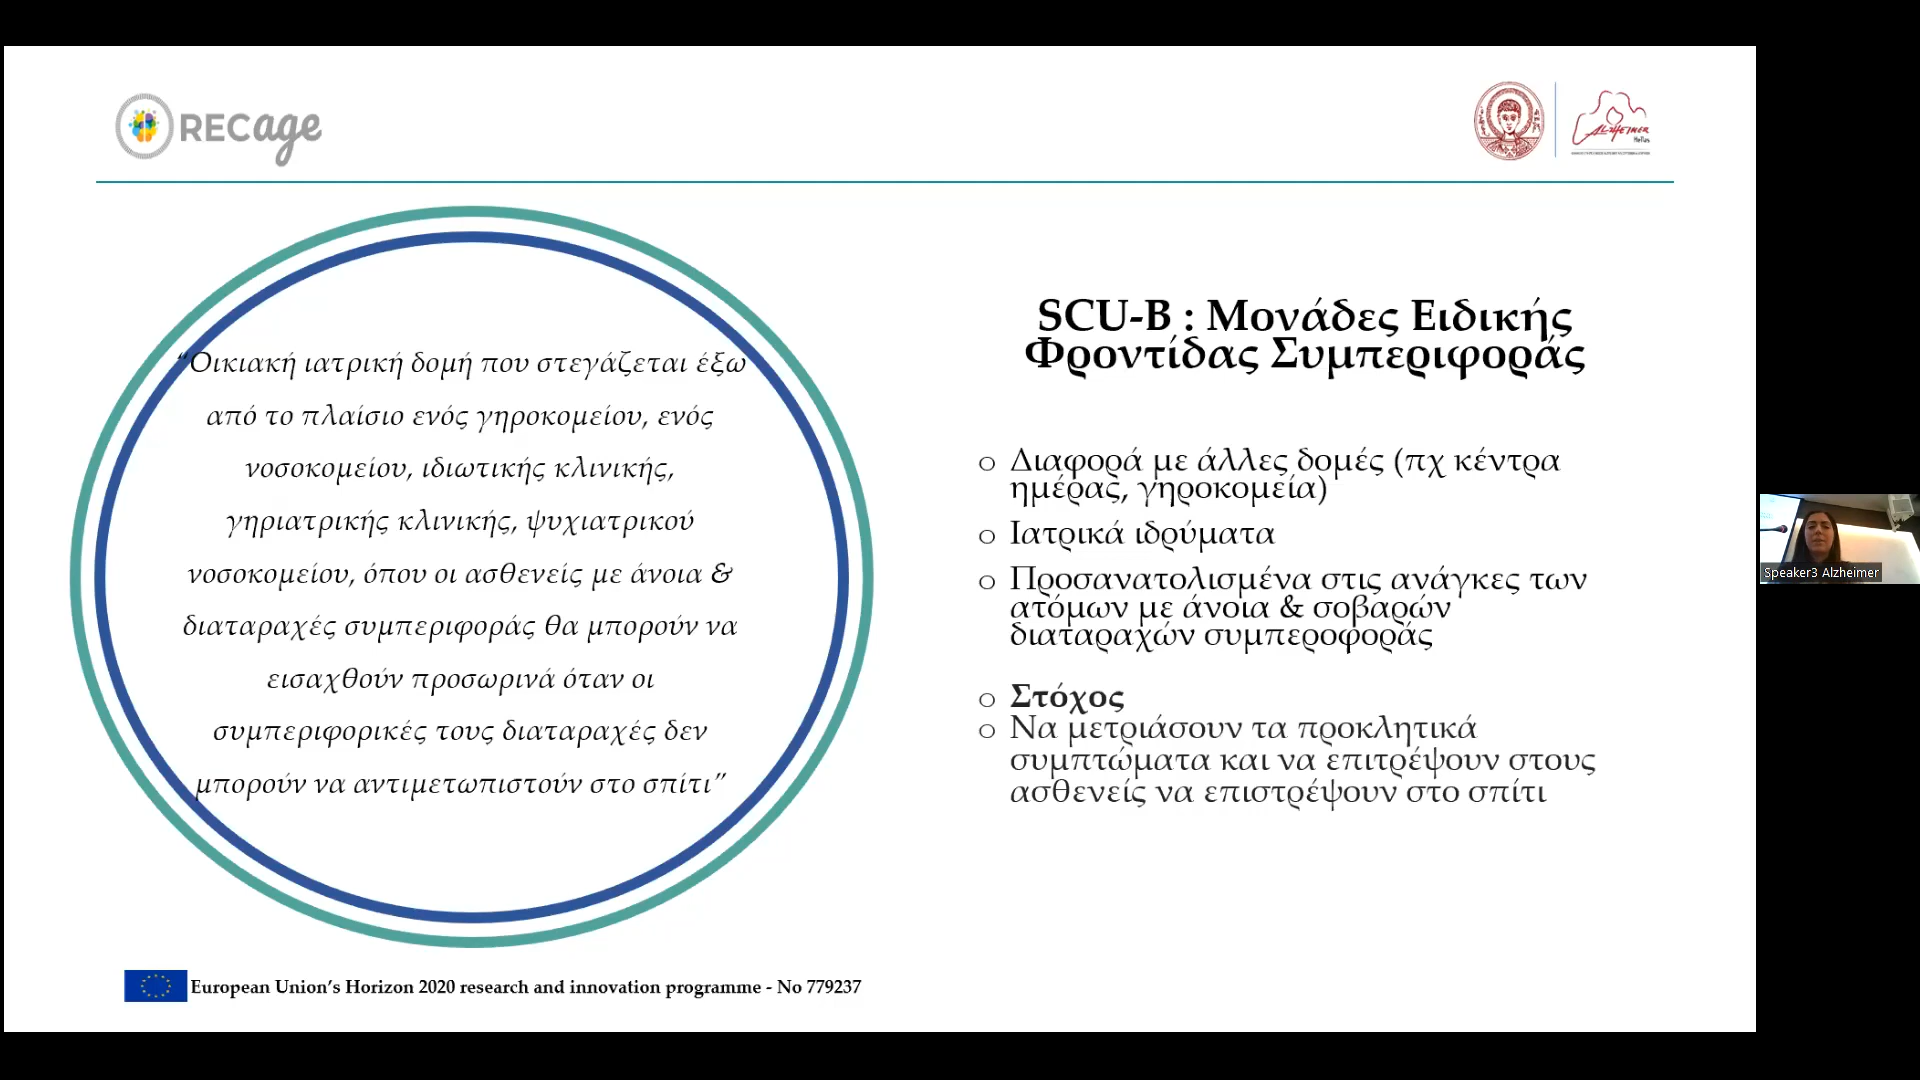 RECage
ALZHEIMER
Hellas
“Οικιακή ιατρική δομή που στεγάζεται έξω
από το πλαίσιο ενός γηροκομείου, ενός
νοσοκομείου, ιδιωτικής κλινικής,
γηριατρικής κλινικής, ψυχιατρικού
νοσοκομείου, όπου οι ασθενείς με άνοια &
διαταραχές συμπεριφοράς θα μπορούν να
εισαχθούν προσωρινά όταν οι
συμπεριφορικές τους διαταραχές δεν
μπορούν να αντιμετωπιστούν στο σπίτι”
SCU-B : Μονάδες Ειδικής
Φροντίδας Συμπεριφοράς
o Διαφορά με άλλες δομές (πχ κέντρα
ημέρας, γηροκομεία)
o Ιατρικά ιδρύματα
o Προσανατολισμένα στις ανάγκες των
ατόμων με άνοια & σοβαρών
διαταραχών συμπεροφοράς
o Στόχος
o Να μετριάσουν τα προκλητικά
συμπτώματα και να επιτρέψουν στους
ασθενείς να επιστρέψουν στο σπίτι
European Union’s Horizon 2020 research and innovation programme - No 779237
Speaker3 Alzheimer